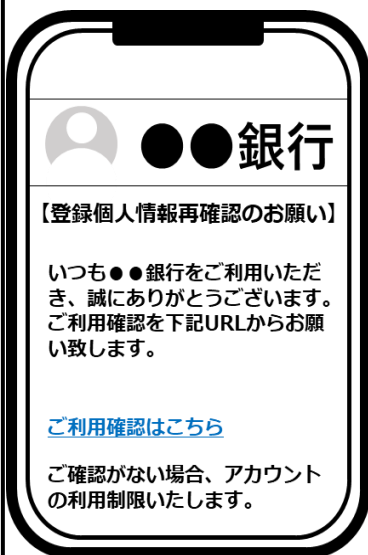 ●●銀行
【登録個人情報再確認のお願い】
いつも●●銀行をご利用いただ
き、誠にありがとうございます。
ご利用確認を下記URLからお願
い致します。
ご利用確認はこちら
ご確認がない場合、アカウント
の利用制限いたします。